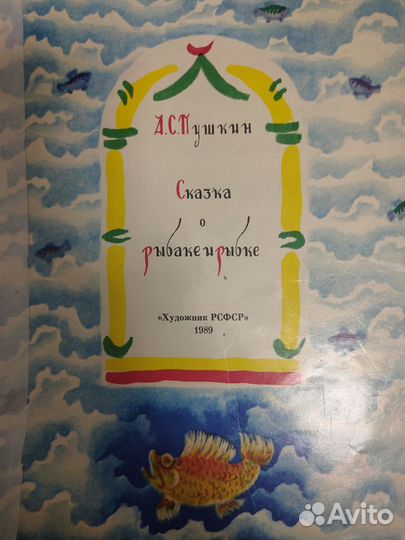 А.С.Пушкин
Сказка
о
рыбаке и рыбке
«Художник РСФСР»
1989
Avito